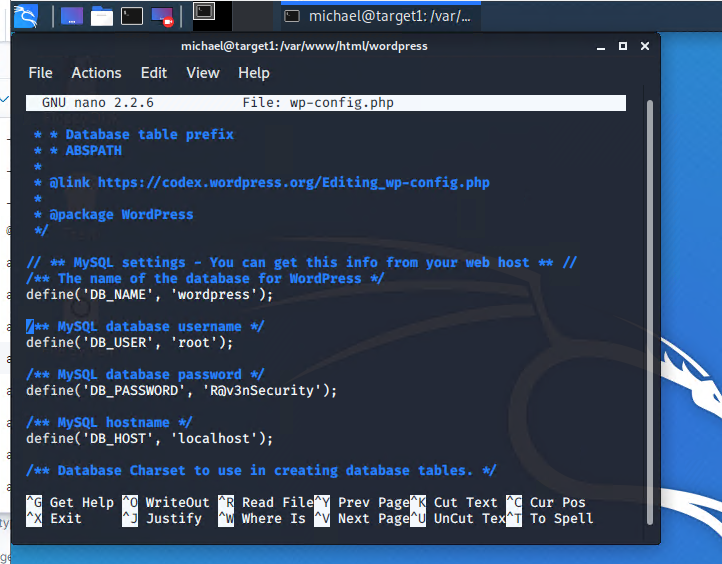 michael@target1: /var/...
michael@target1: /var/www/html/wordpress
File Actions Edit View Help
GNU nano 2.2.6 File: wp-config.php
* * Database table prefix
* * ABSPATH
*
* @link https://codex.wordpress.org/Editing_wp-config.php
*
* @package WordPress
*/
// ** MySQL settings - You can get this info from your web host ** //
/** The name of the database for WordPress */
define('DB_NAME', 'wordpress');
/** MySQL database username */
define('DB_USER', 'root');
/** MySQL database password */
define('DB_PASSWORD', 'R@v3nSecurity');
/** MySQL hostname */
define('DB_HOST', 'localhost');
/** Database Charset to use in creating database tables. */
^G Get Help ^O WriteOut ^R Read File ^Y Prev Page ^K Cut Text ^C Cur Pos
^X Exit ^J Justify ^W Where Is ^V Next Page ^U UnCut Tex ^T To Spell